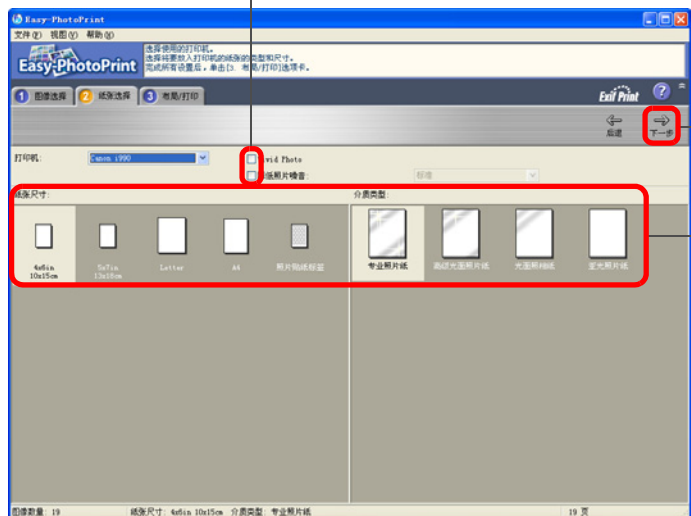 Easy-PhotoPrint
文件(F) 视图(V) 帮助(H)
Easy-PhotoPrint
选择使用的打印机。
选择将要放入打印机的纸张的类型和尺寸。
完成所有设置后，单击[3. 布局/打印]选项卡。
1 图像选择 2 纸张选择 3 布局/打印
Exif Print
?
后退 下一步
打印机: Canon i990
Vivid Photo
照片噪音: 标准
纸张尺寸: 介质类型:
4x6in 10x15cm
5x7in 13x18cm
Letter
A4
照片贴纸标签
专业照片纸
高级光面照片纸
光面照相纸
亚光照片纸
图像数量: 19 纸张尺寸: 4x6in 10x15cm 介质类型: 专业照片纸 19 页